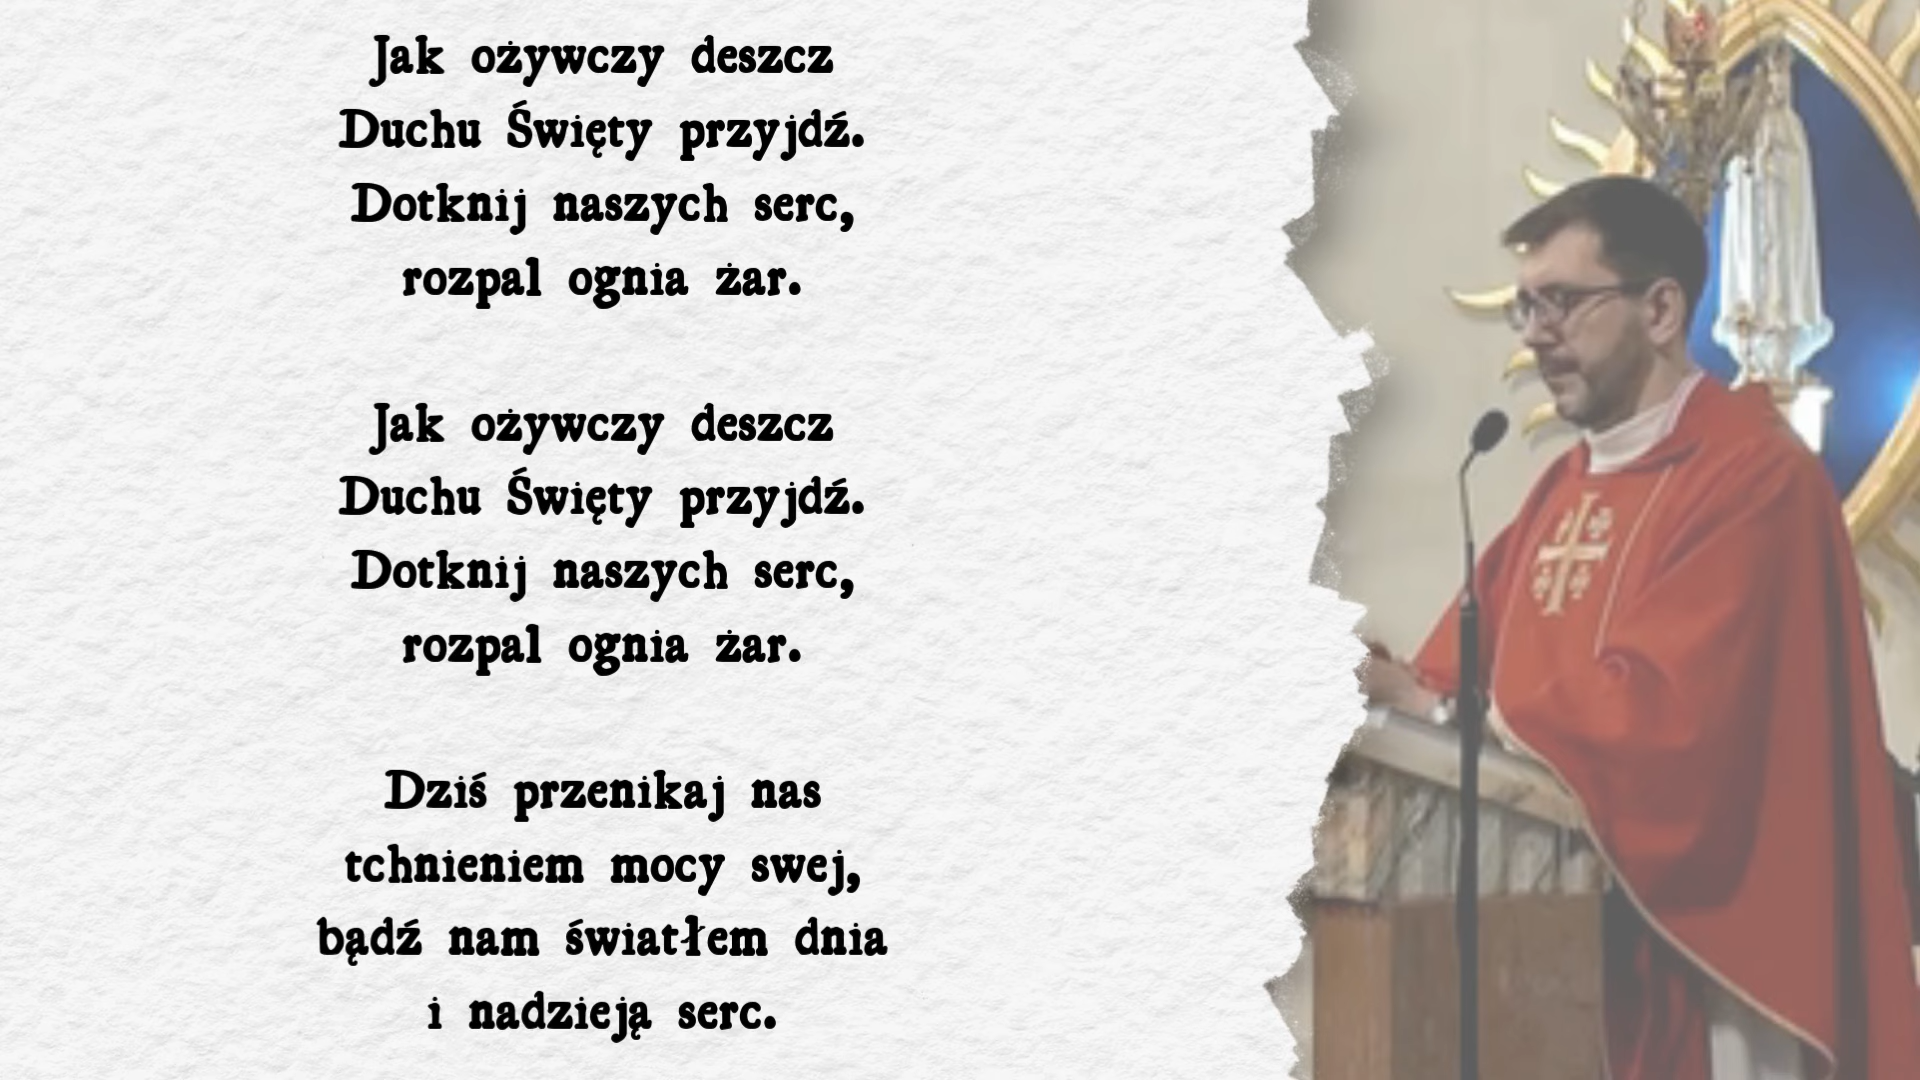 Jak ożywczy deszcz
Duchu Święty przyjdź.
Dotknij naszych serc,
rozpal ognia żar.
Jak ożywczy deszcz
Duchu Święty przyjdź.
Dotknij naszych serc,
rozpal ognia żar.
Dziś przenikaj nas
tchnieniem mocy swej,
bądź nam światłem dnia
i nadzieją serc.